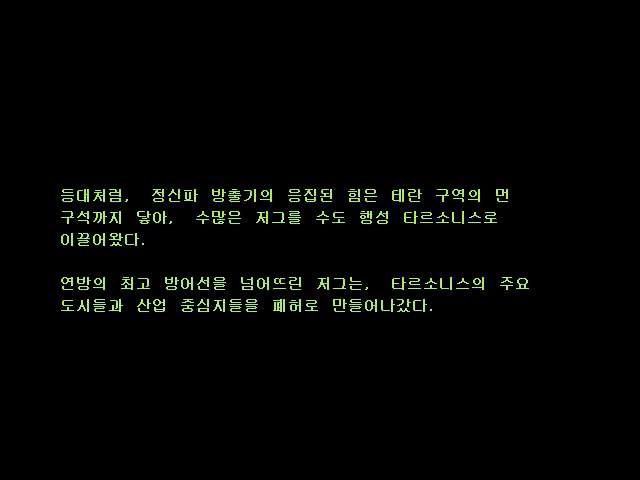 등대처럼, 정신파 방출기의 응집된 힘은 테란 구역의 먼
구석까지 닿아, 수많은 저그를 수도 행성 타르소니스로
이끌어왔다.
연방의 최고 방어선을 넘어뜨린 저그는, 타르소니스의 주요
도시들과 산업 중심지들을 폐허로 만들어나갔다.